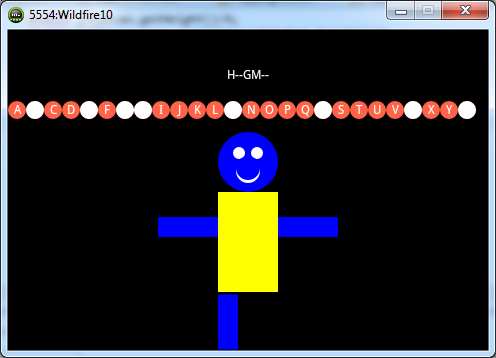 5554:Wildfire10
H--GM--
A C D F I J K L N O P Q S T U V X Y